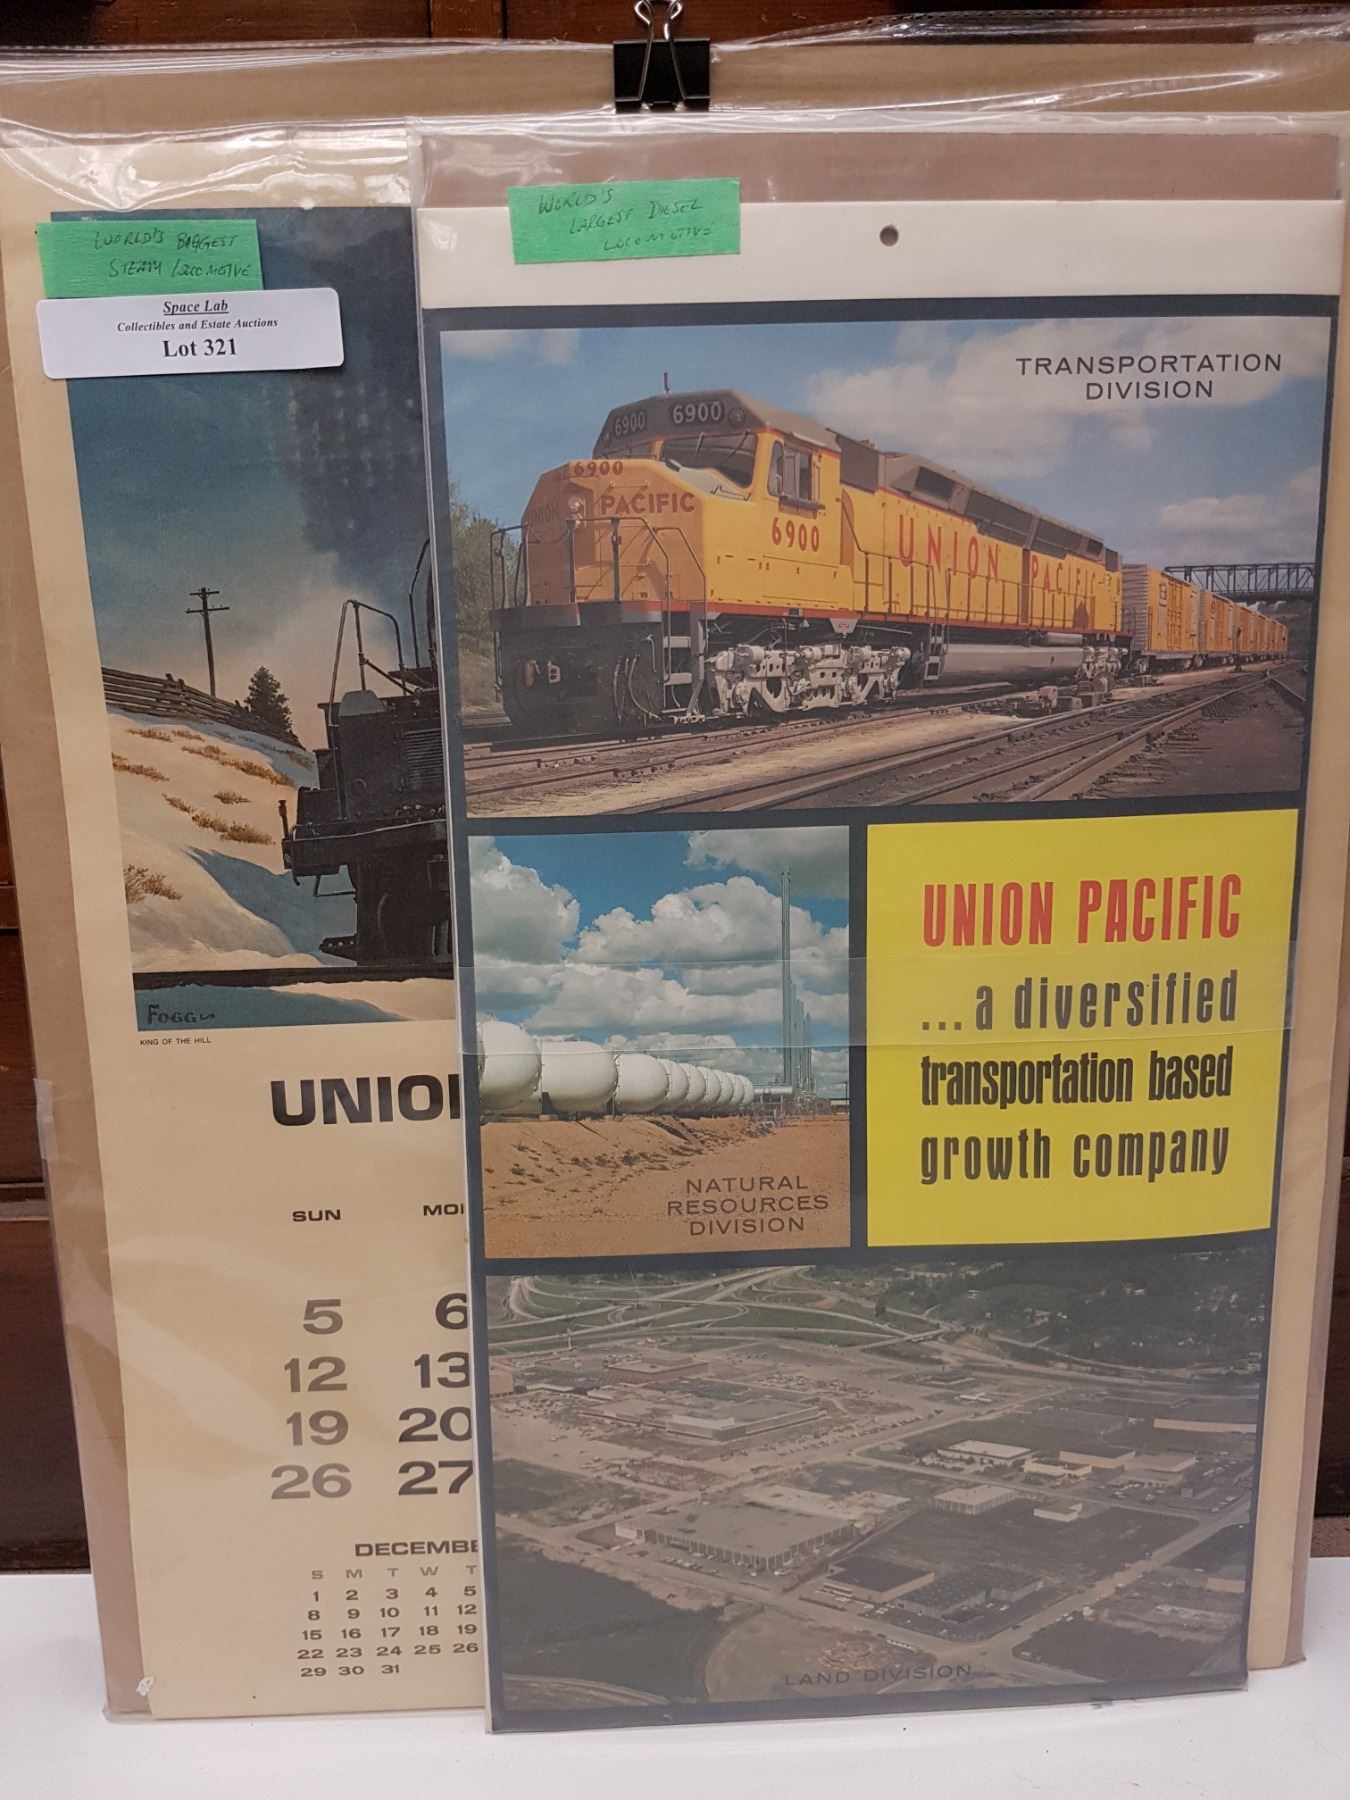 WORLD'S BIGGEST
STEAM LOCOMOTIVE
Space Lab
Collectibles and Estate Auctions
Lot 321
FOGG
KING OF THE HILL
UNIO
SUN MO
5 6
12 13
19 20
26 27
DECEMBE
S M T W T
1 2 3 4 5
8 9 10 11 12
15 16 17 18 19
22 23 24 25 26
29 30 31
WORLD'S
LARGEST DIESEL
LOCOMOTIVE
TRANSPORTATION
DIVISION
6900 6900
6900
UNION PACIFIC
6900
UNION PACIFIC
NATURAL
RESOURCES
DIVISION
UNION PACIFIC
...a diversified
transportation based
growth company
LAND DIVISION